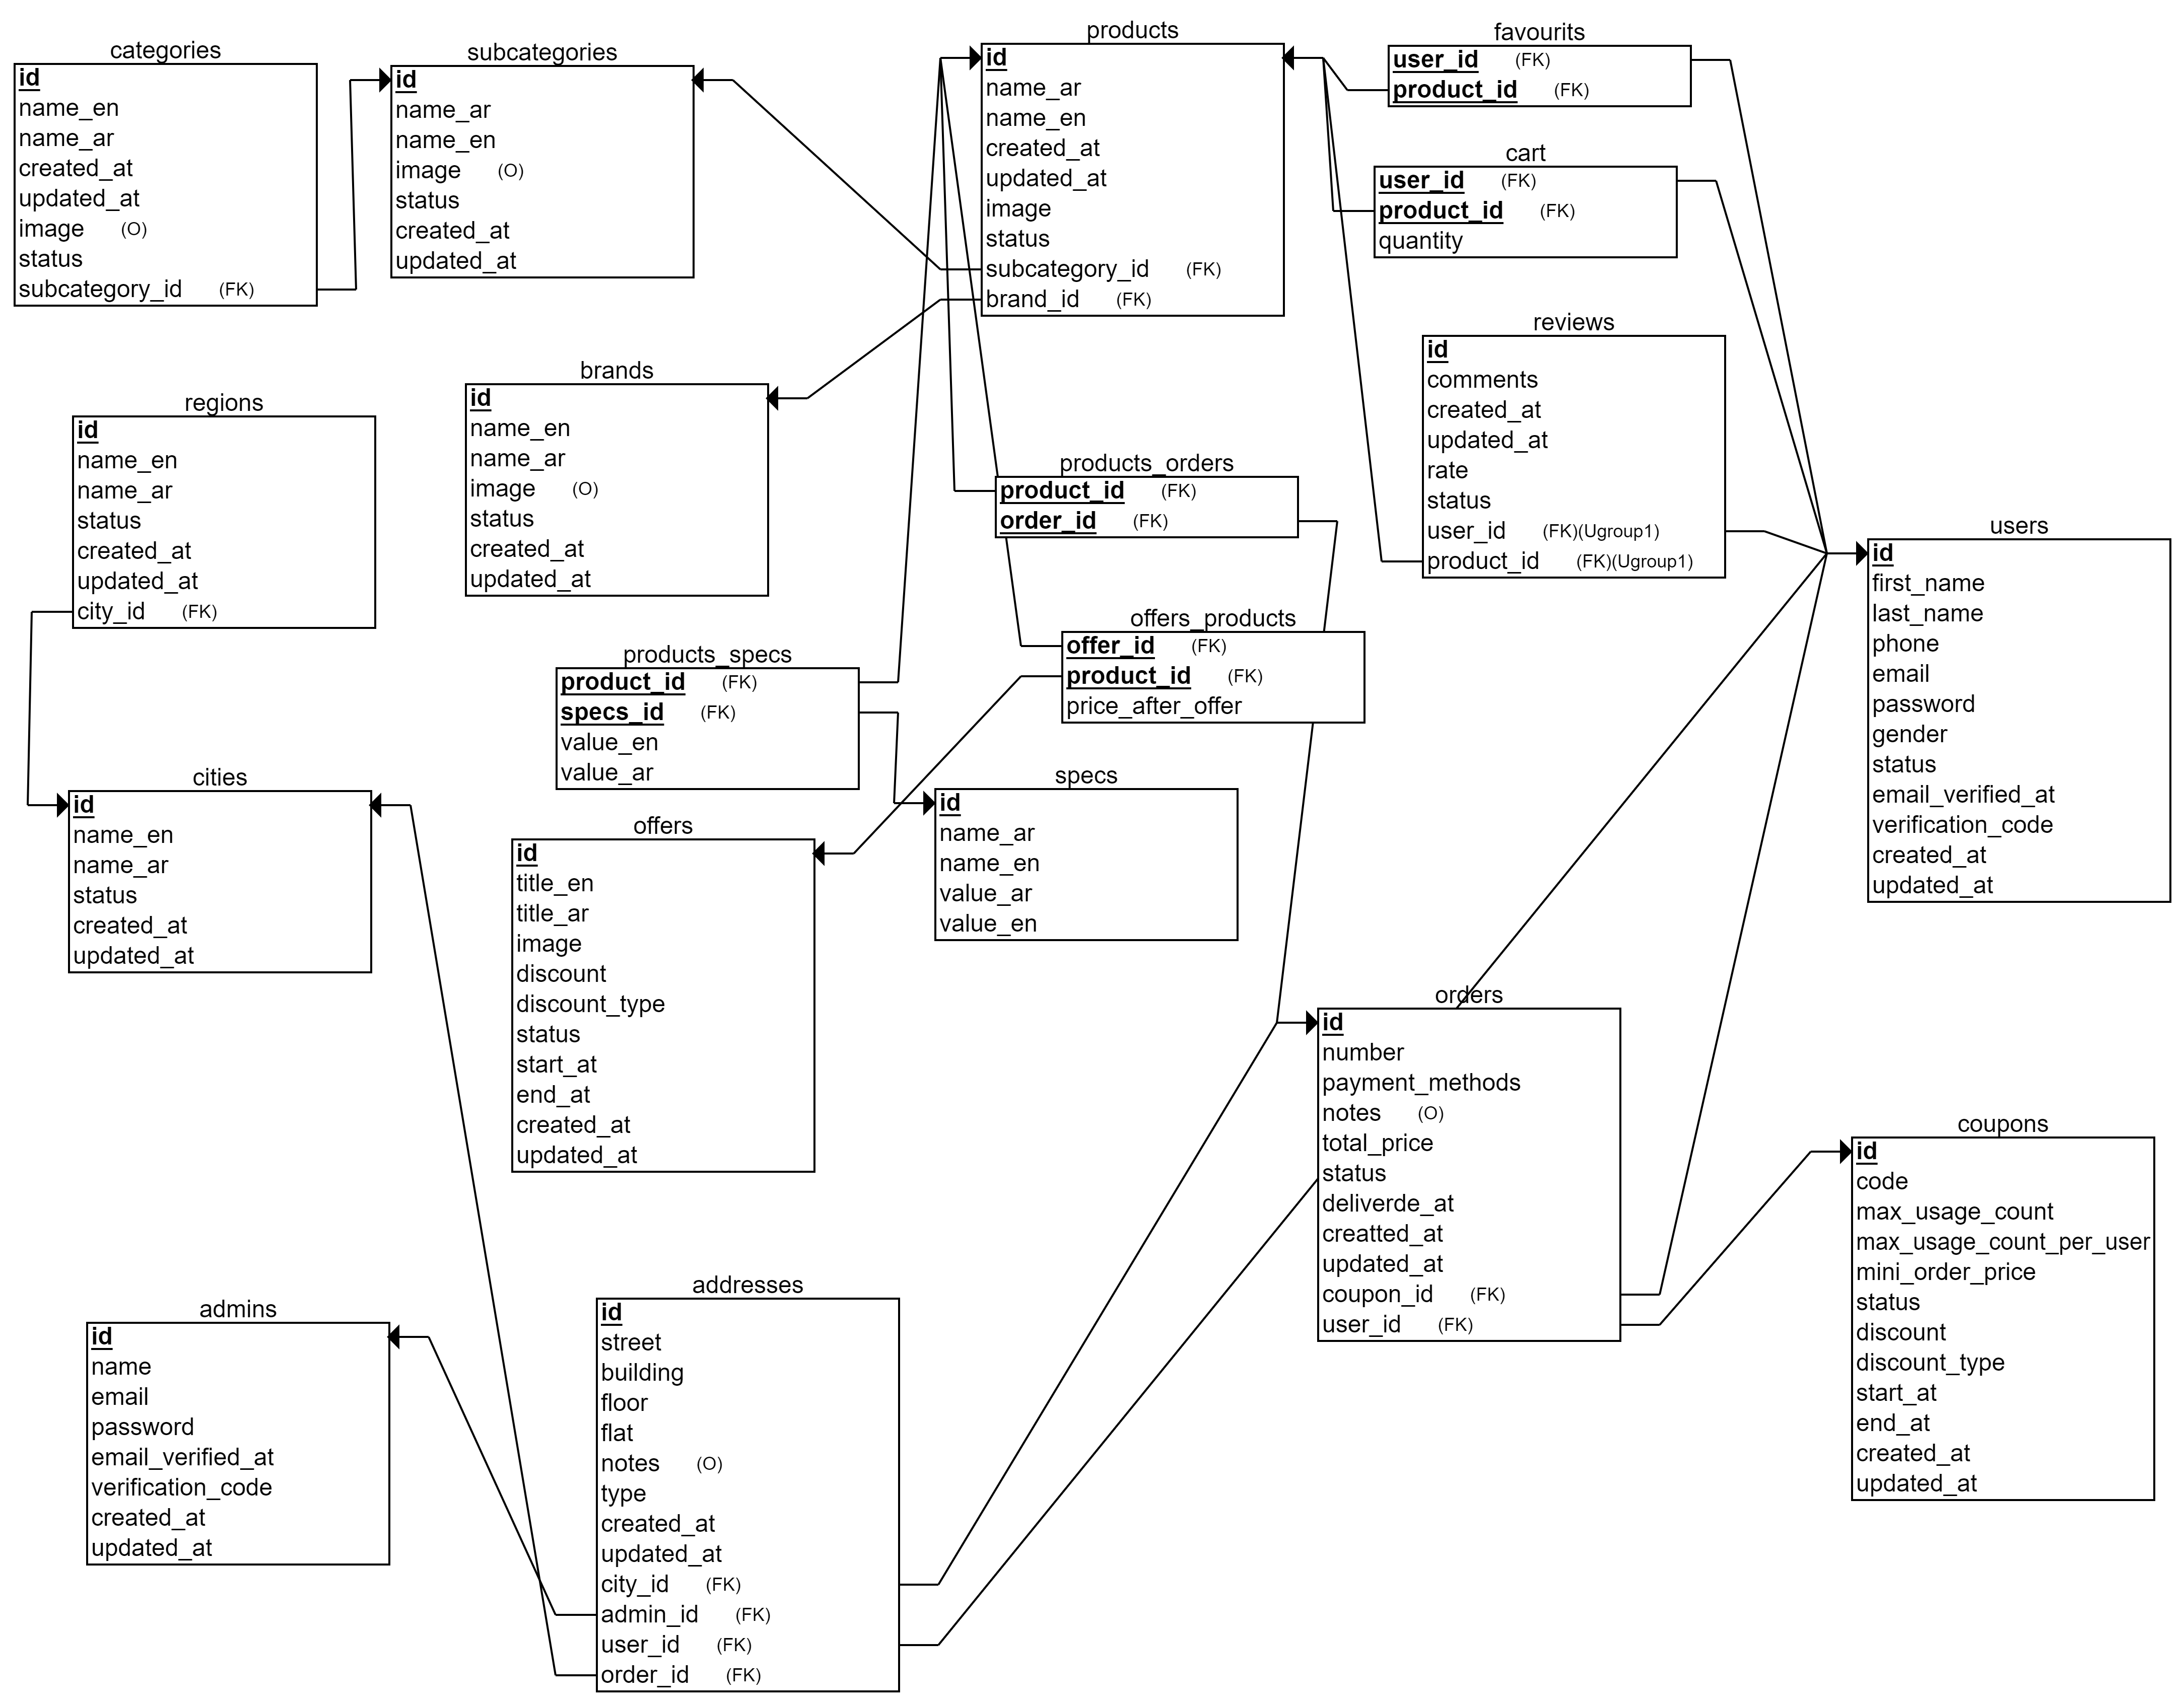 categories
id
name_en
name_ar
created_at
updated_at
image (O)
status
subcategory_id (FK)
subcategories
id
name_ar
name_en
image (O)
status
created_at
updated_at
products
id
name_ar
name_en
created_at
updated_at
image
status
subcategory_id (FK)
brand_id (FK)
favourits
user_id (FK)
product_id (FK)
cart
user_id (FK)
product_id (FK)
quantity
reviews
id
comments
created_at
updated_at
rate
status
user_id (FK)(Ugroup1)
product_id (FK)(Ugroup1)
brands
id
name_en
name_ar
image (O)
status
created_at
updated_at
regions
id
name_en
name_ar
status
created_at
updated_at
city_id (FK)
products_orders
product_id (FK)
order_id (FK)
users
id
first_name
last_name
phone
email
password
gender
status
email_verified_at
verification_code
created_at
updated_at
offers_products
offer_id (FK)
product_id (FK)
price_after_offer
products_specs
product_id (FK)
specs_id (FK)
value_en
value_ar
cities
id
name_en
name_ar
status
created_at
updated_at
specs
id
name_ar
name_en
value_ar
value_en
offers
id
title_en
title_ar
image
discount
discount_type
status
start_at
end_at
created_at
updated_at
orders
id
number
payment_methods
notes (O)
total_price
status
deliverde_at
creatted_at
updated_at
coupon_id (FK)
user_id (FK)
coupons
id
code
max_usage_count
max_usage_count_per_user
mini_order_price
status
discount
discount_type
start_at
end_at
created_at
updated_at
addresses
id
street
building
floor
flat
notes (O)
type
created_at
updated_at
city_id (FK)
admin_id (FK)
user_id (FK)
order_id (FK)
admins
id
name
email
password
email_verified_at
verification_code
created_at
updated_at